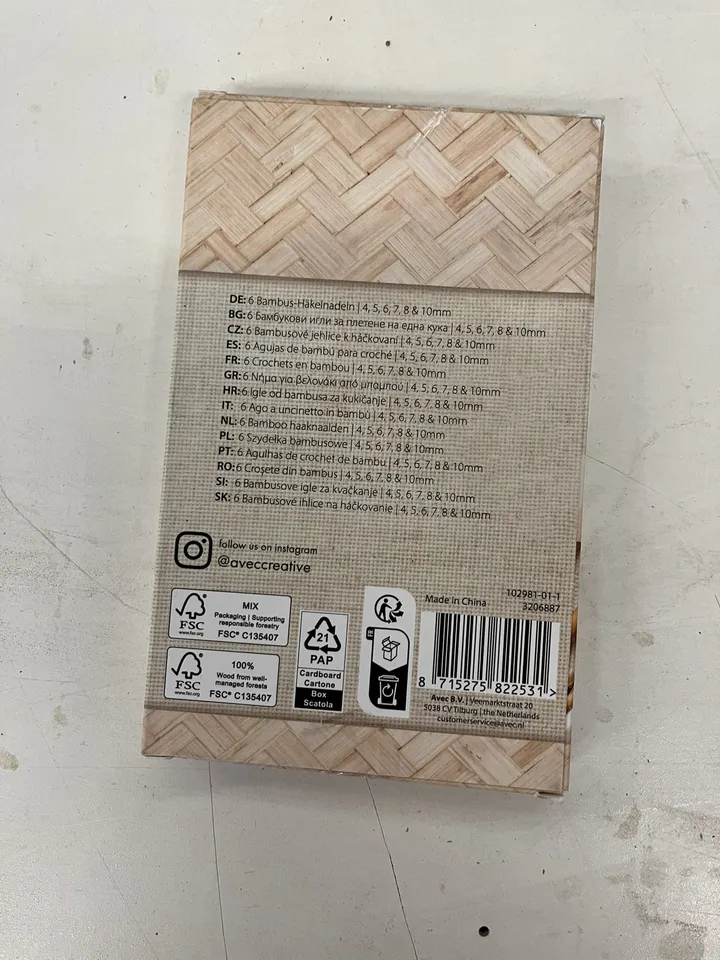 DE: 6 Bambus-Häkelnadeln | 4, 5, 6, 7, 8 & 10mm
BG: 6 Бамбукови игли за плетене на една кука | 4, 5, 6, 7, 8 & 10mm
CZ: 6 Bambusové jehlice k háčkovaní | 4, 5, 6, 7, 8 & 10mm
ES: 6 Agujas de bambú para croché | 4, 5, 6, 7, 8 & 10mm
FR: 6 Crochets en bambou | 4, 5, 6, 7, 8 & 10mm
GR: 6 Νήμα για βελονάκι από μπαμπού | 4, 5, 6, 7, 8 & 10mm
HR: 6 Igle od bambusa za kukičanje | 4, 5, 6, 7, 8 & 10mm
IT: 6 Ago a uncinetto in bambù | 4, 5, 6, 7, 8 & 10mm
NL: 6 Bamboo haaknaalden | 4, 5, 6, 7, 8 & 10mm
PL: 6 Szydełka bambusowe | 4, 5, 6, 7, 8 & 10mm
PT: 6 Agulhas de crochet de bambu | 4, 5, 6, 7, 8 & 10mm
RO: 6 Croșete din bambus | 4, 5, 6, 7, 8 & 10mm
SI: 6 Bambusove igle za kvačkanje | 4, 5, 6, 7, 8 & 10mm
SK: 6 Bambusové ihlice na háčkovanie | 4, 5, 6, 7, 8 & 10mm
follow us on instagram
@aveccreative
FSC
www.fsc.org
MIX
Packaging | Supporting
responsible forestry
FSC® C135407
FSC
www.fsc.org
100%
Wood from well-
managed forests
FSC® C135407
21
PAP
Cardboard
Cartone
Box
Scatola
FR
Made in China
102981-01-1
3206887
8 715275 822531 >
Avec B.V. | Veemarktstraat 20
5038 CV Tilburg | the Netherlands
customerservice@avec.nl